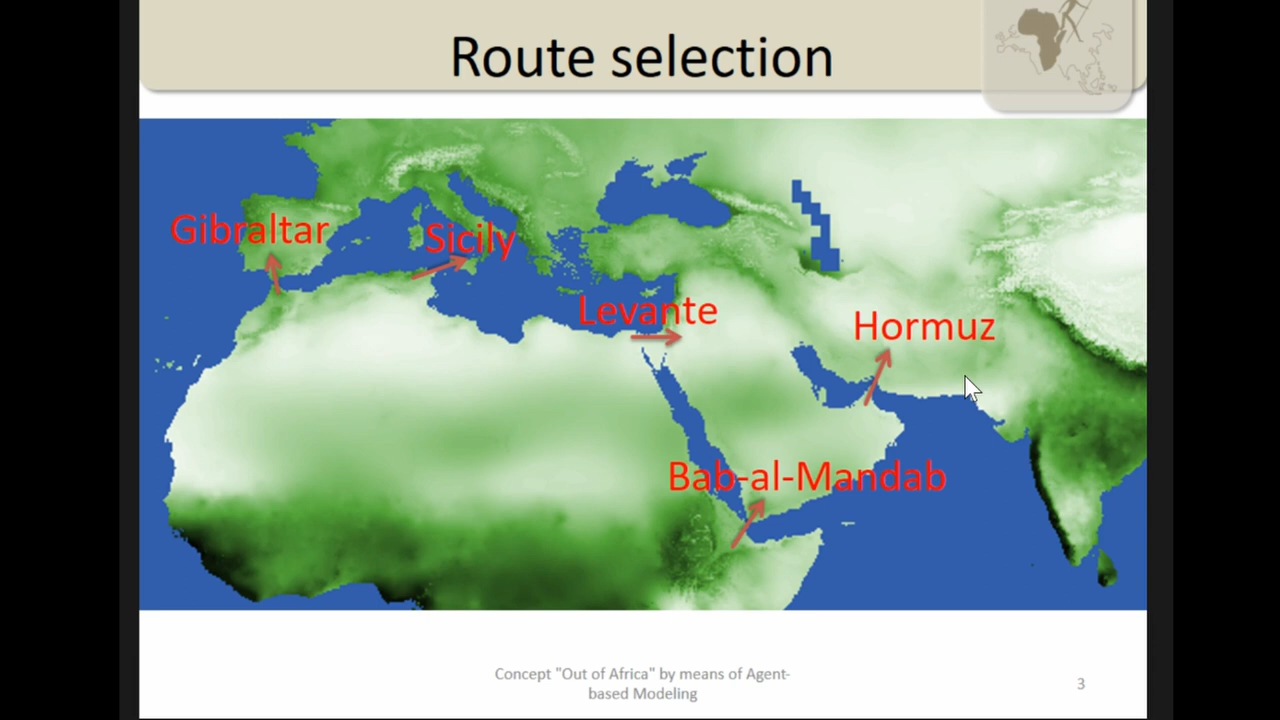 Route selection
Gibraltar
Sicily
Levante
Hormuz
Bab-al-Mandab
Concept "Out of Africa" by means of Agent-
based Modeling
3